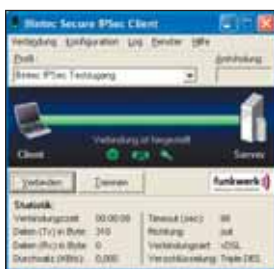 Bintec Secure IPSec Client
Verbindung Konfiguration Log Fenster Hilfe
Profil:
Bintec IPSec Testzugang
Verbindung ist hergestellt
Client
Server
Verbinden
Trennen
funkwerk
Statistik:
Verbindungszeit: 00:00:09
Timeout (sec):
Daten (Tx) in Byte: 310
Richtung: out
Daten (Rx) in Byte: 0
Verbindungsart: xDSL
Durchsatz (KB/s): 0,000
Verschlüsselung: Triple DES